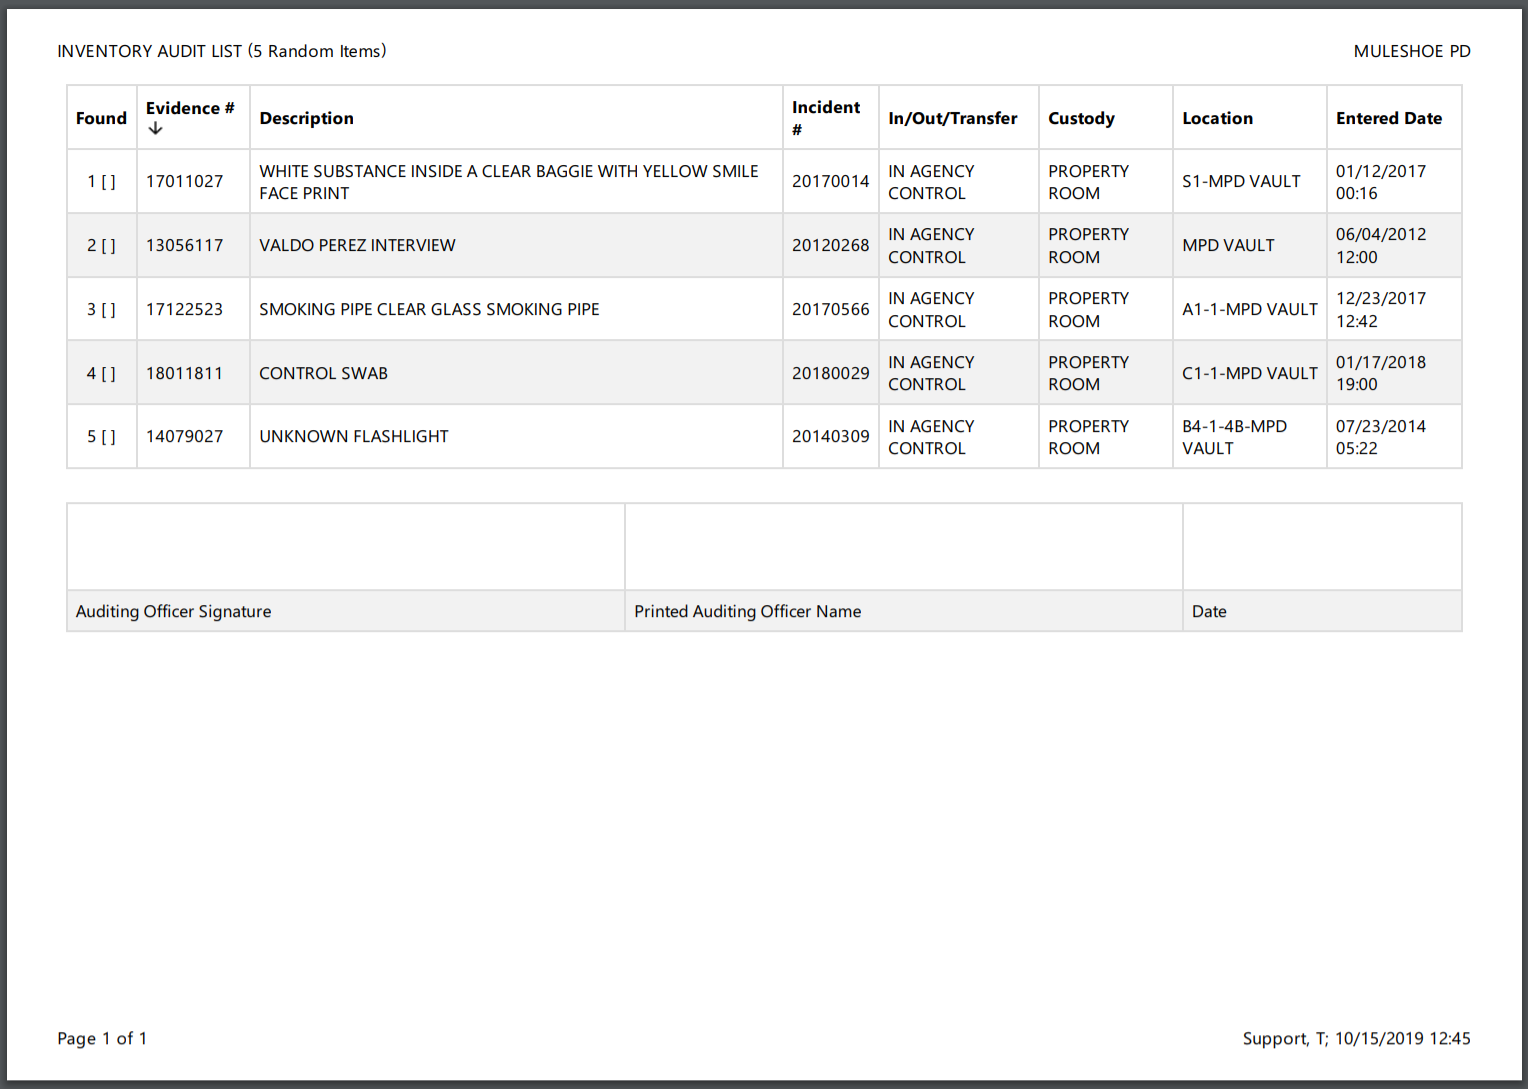 INVENTORY AUDIT LIST (5 Random Items) MULESHOE PD
Found Evidence # ↓ Description Incident # In/Out/Transfer Custody Location Entered Date
1 [ ] 17011027 WHITE SUBSTANCE INSIDE A CLEAR BAGGIE WITH YELLOW SMILE FACE PRINT 20170014 IN AGENCY CONTROL PROPERTY ROOM S1-MPD VAULT 01/12/2017 00:16
2 [ ] 13056117 VALDO PEREZ INTERVIEW 20120268 IN AGENCY CONTROL PROPERTY ROOM MPD VAULT 06/04/2012 12:00
3 [ ] 17122523 SMOKING PIPE CLEAR GLASS SMOKING PIPE 20170566 IN AGENCY CONTROL PROPERTY ROOM A1-1-MPD VAULT 12/23/2017 12:42
4 [ ] 18011811 CONTROL SWAB 20180029 IN AGENCY CONTROL PROPERTY ROOM C1-1-MPD VAULT 01/17/2018 19:00
5 [ ] 14079027 UNKNOWN FLASHLIGHT 20140309 IN AGENCY CONTROL PROPERTY ROOM B4-1-4B-MPD VAULT 07/23/2014 05:22
Auditing Officer Signature Printed Auditing Officer Name Date
Page 1 of 1 Support, T; 10/15/2019 12:45